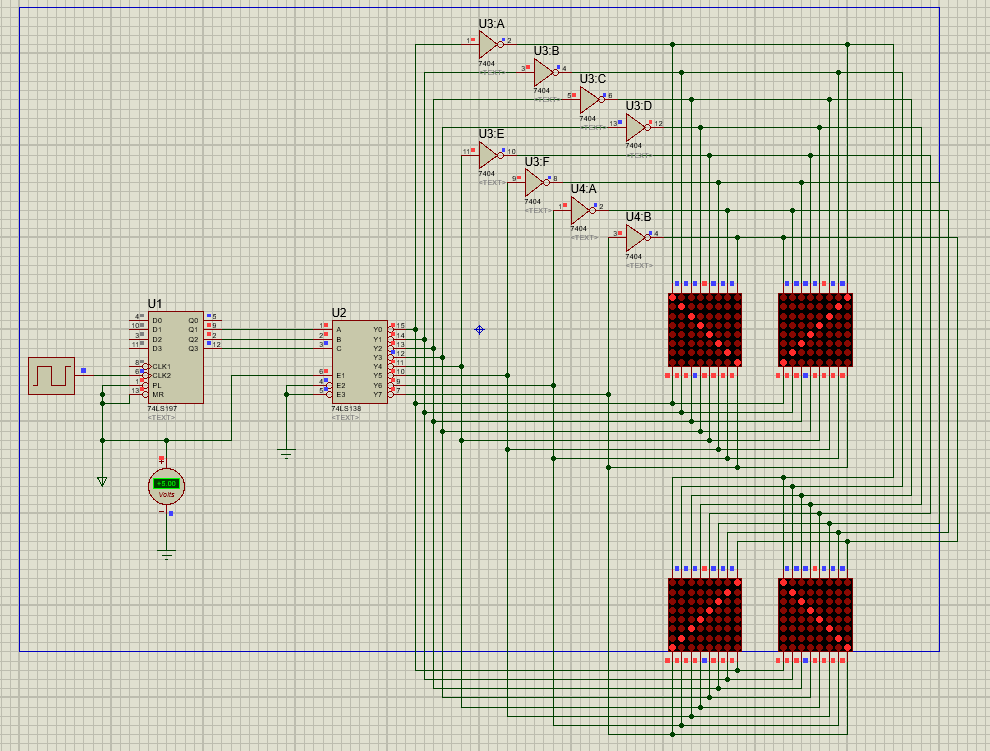 U3:A
1 2
7404
<TEXT>
U3:B
3 4
7404
<TEXT>
U3:C
5 6
7404
<TEXT>
U3:D
13 12
7404
<TEXT>
U3:E
11 10
7404
<TEXT>
U3:F
9 8
7404
<TEXT>
U4:A
1 2
7404
<TEXT>
U4:B
3 4
7404
<TEXT>
U1
4 D0 Q0 5
10 D1 Q1 9
3 D2 Q2 2
11 D3 Q3 12
8 CLK1
6 CLK2
1 PL
13 MR
74LS197
<TEXT>
U2
1 A Y0 15
2 B Y1 14
3 C Y2 13
Y3 12
Y4 11
6 E1 Y5 10
4 E2 Y6 9
5 E3 Y7 7
74LS138
<TEXT>
+5.00
Volts